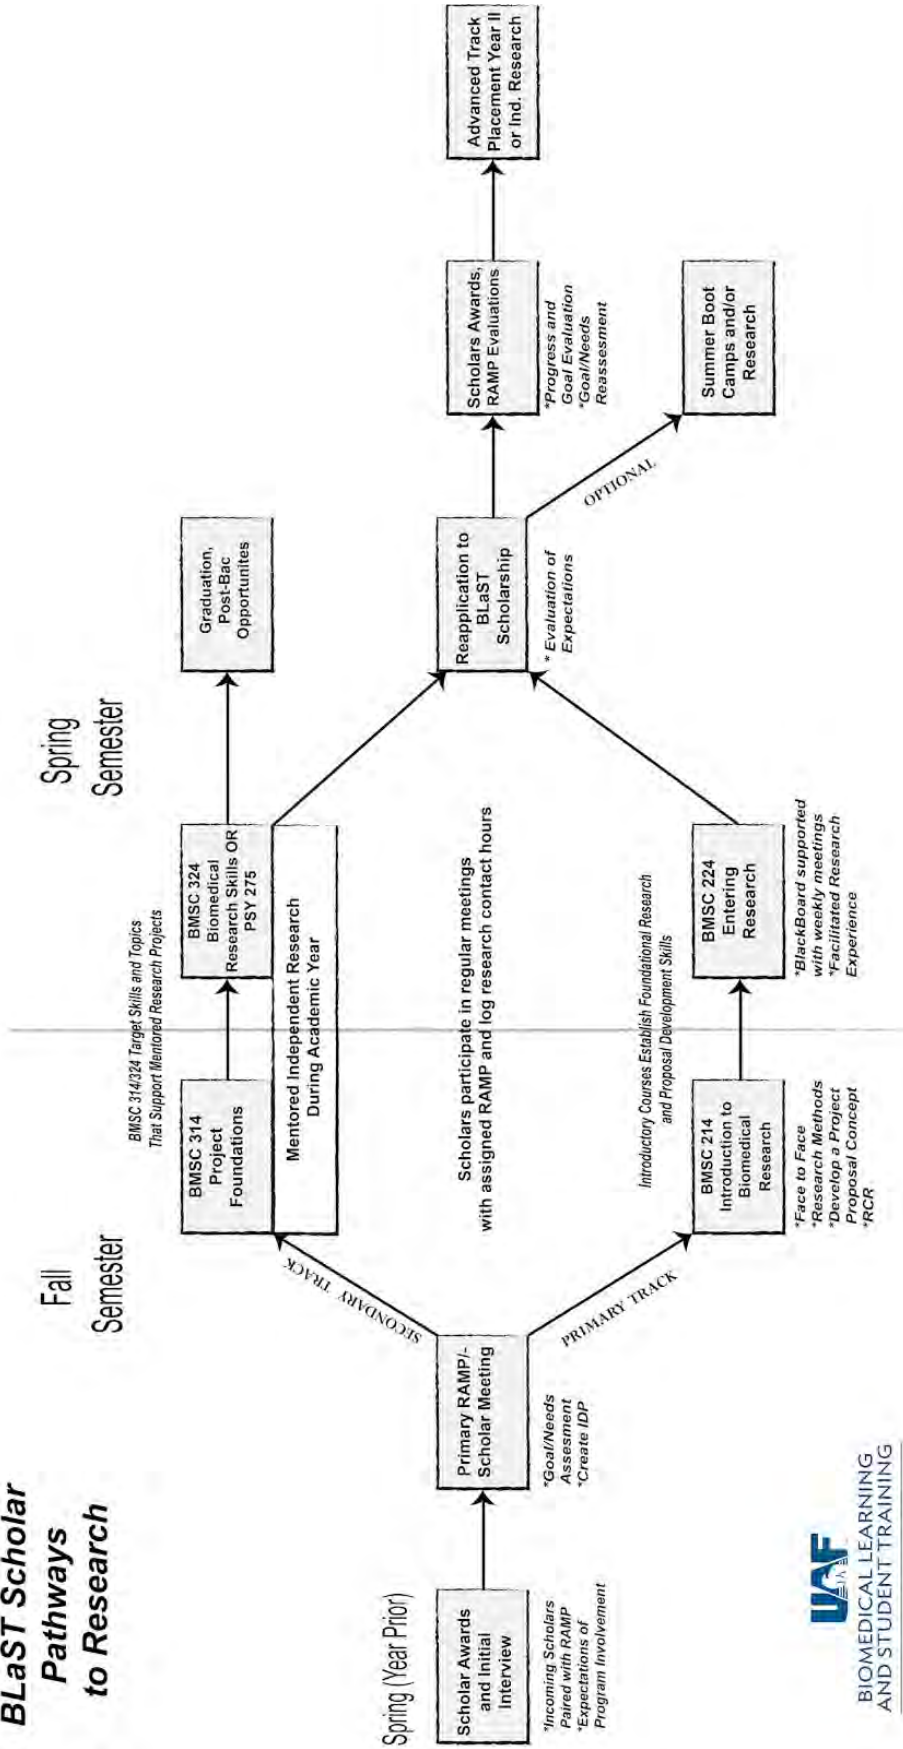 BLaST Scholar
Pathways
to Research
Fall
Semester
Spring
Semester
Spring (Year Prior)
Scholar Awards
and Initial
Interview
*Incoming Scholars
Paired with RAMP
*Expectations of
Program Involvement
Primary RAMP/-
Scholar Meeting
*Goal/Needs
Assesment
*Create IDP
SECONDARY TRACK
PRIMARY TRACK
BMSC 314/324 Target Skills and Topics
That Support Mentored Research Projects
BMSC 314
Project
Foundations
BMSC 324
Biomedical
Research Skills OR
PSY 275
Mentored Independent Research
During Academic Year
Graduation,
Post-Bac
Opportunites
Scholars participate in regular meetings
with assigned RAMP and log research contact hours
Introductory Courses Establish Foundational Research
and Proposal Development Skills
BMSC 214
Introduction to
Biomedical
Research
*Face to Face
*Research Methods
*Develop a Project
Proposal Concept
*RCR
BMSC 224
Entering
Research
*BlackBoard supported
with weekly meetings
*Facilitated Research
Experience
Reapplication to
BLaST
Scholarship
* Evaluation of
Expectations
OPTIONAL
Scholars Awards,
RAMP Evaluations
*Progress and
Goal Evaluation
*Goal/Needs
Reassesment
Summer Boot
Camps and/or
Research
Advanced Track
Placement Year II
or Ind. Research
UAF
BIOMEDICAL LEARNING
AND STUDENT TRAINING